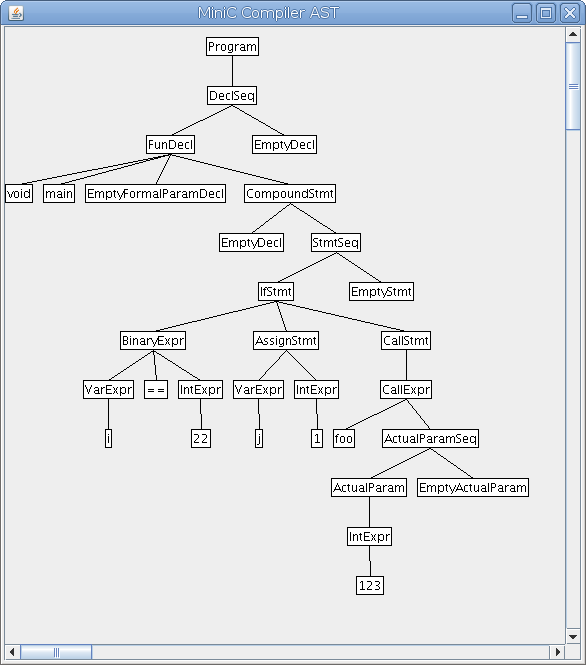 MiniC Compiler AST
Program
DeclSeq
FunDecl EmptyDecl
void main EmptyFormalParamDecl CompoundStmt
EmptyDecl StmtSeq
IfStmt EmptyStmt
BinaryExpr AssignStmt CallStmt
VarExpr == IntExpr VarExpr IntExpr CallExpr
i 22 j 1 foo ActualParamSeq
ActualParam EmptyActualParam
IntExpr
123